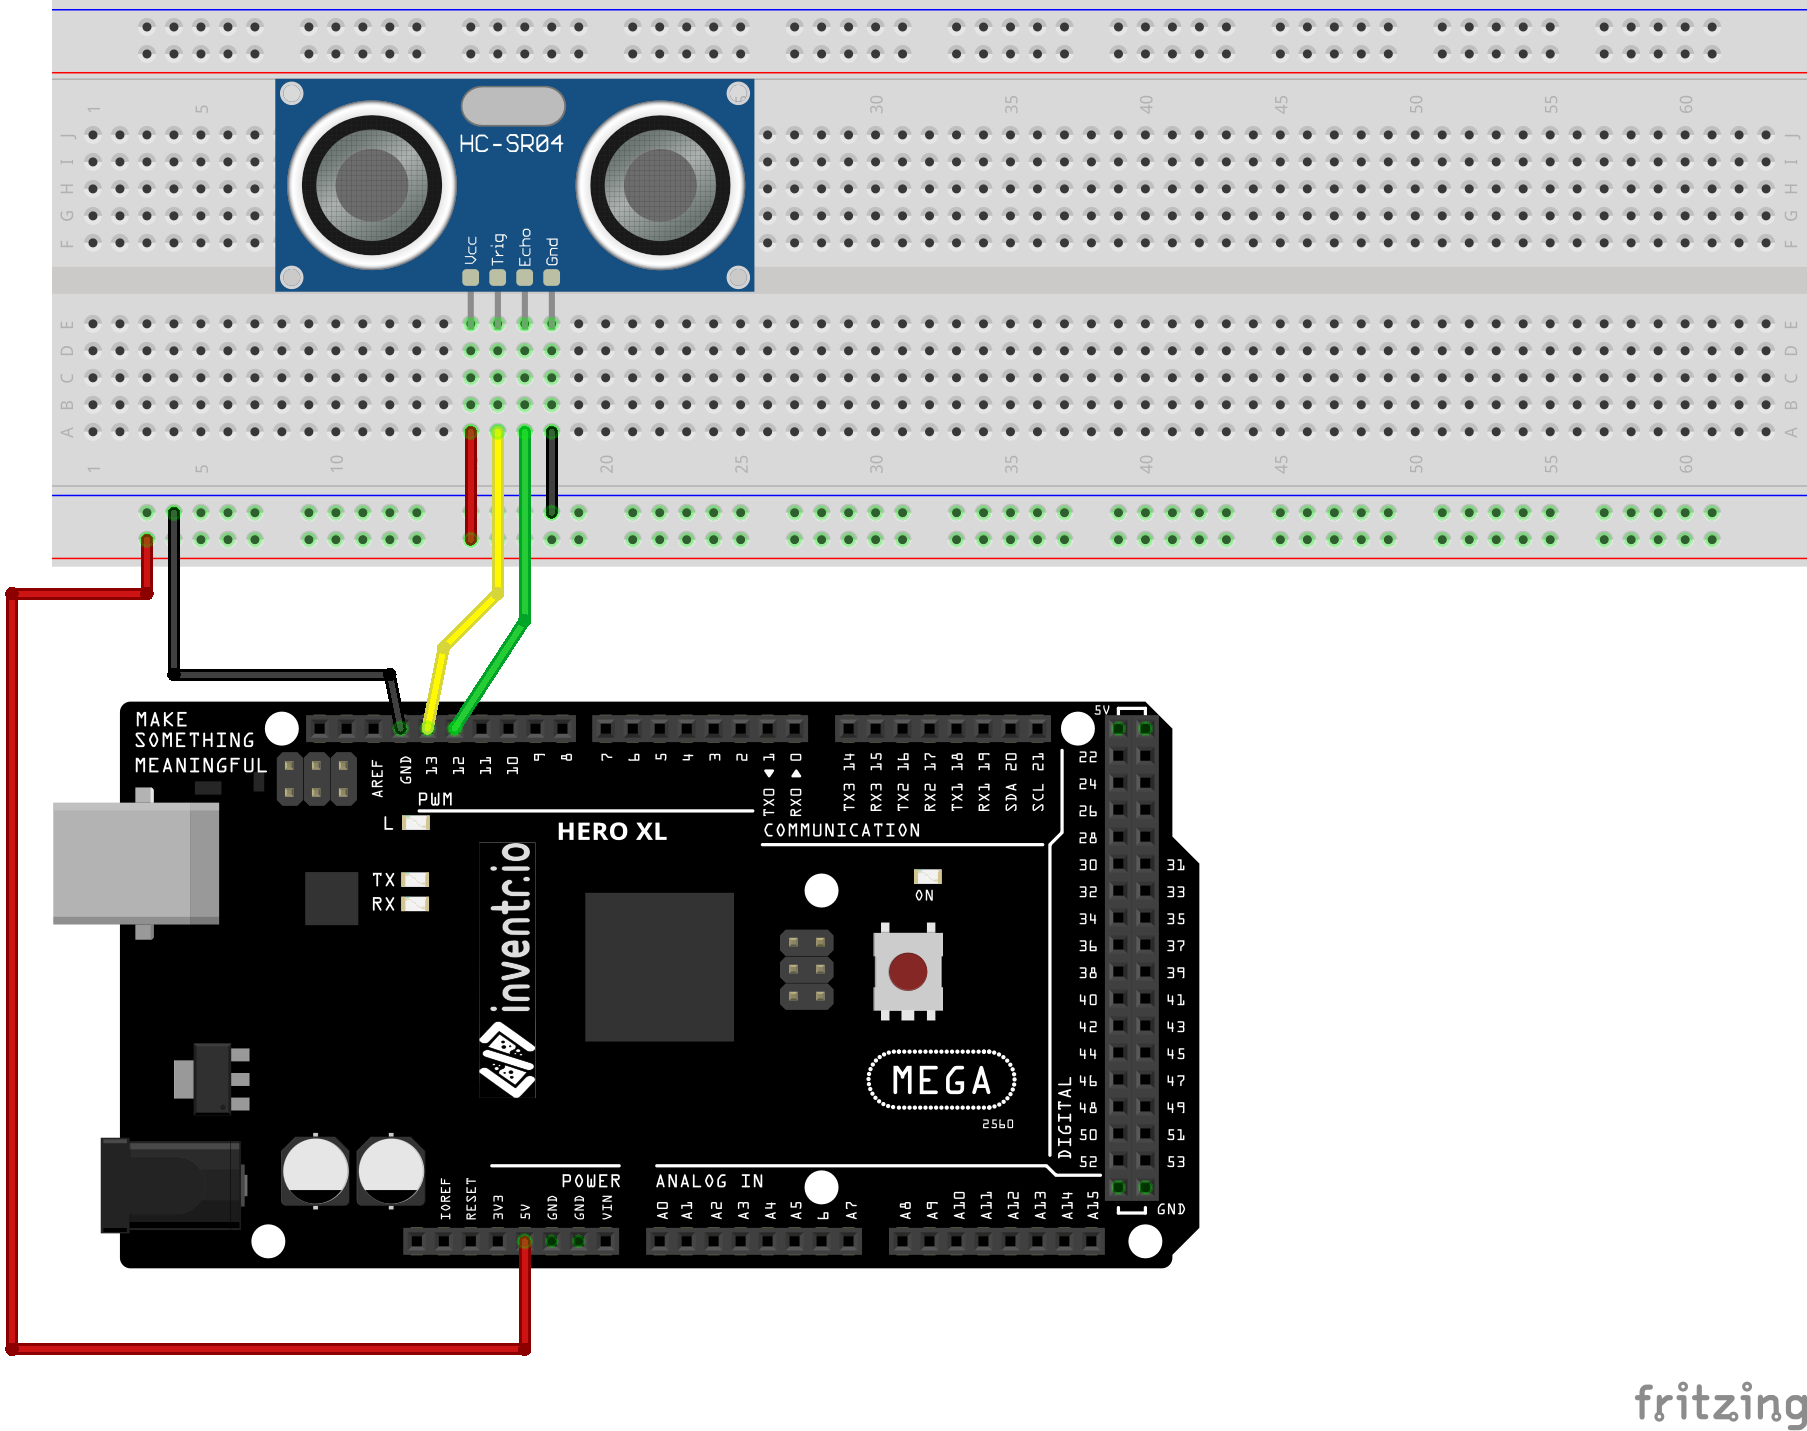 1 5 30 35 40 45 50 55 60
J J
I I
H H
G G
F F
HC-SR04
Vcc Trig Echo Gnd
E E
D D
C C
B B
A A
1 5 10 20 25 30 35 40 45 50 55 60
MAKE
SOMETHING
MEANINGFUL
AREF GND 13 12 11 10 9 8 7 6 5 4 3 2 TX0 1 RX0 0 TX3 14 RX3 15 TX2 16 RX2 17 TX1 18 RX1 19 SDA 20 SCL 21
5V
PWM
L
HERO XL
COMMUNICATION
TX
RX
inventr.io
ON
22
24
26
28
30 31
32 33
34 35
36 37
38 39
40 41
42 43
44 45
46 47
48 49
50 51
52 53
DIGITAL
GND
MEGA
2560
POWER
ANALOG IN
IOREF RESET 3V3 5V GND GND VIN A0 A1 A2 A3 A4 A5 6 A7 A8 A9 A10 A11 A12 A13 A14 A15
fritzing